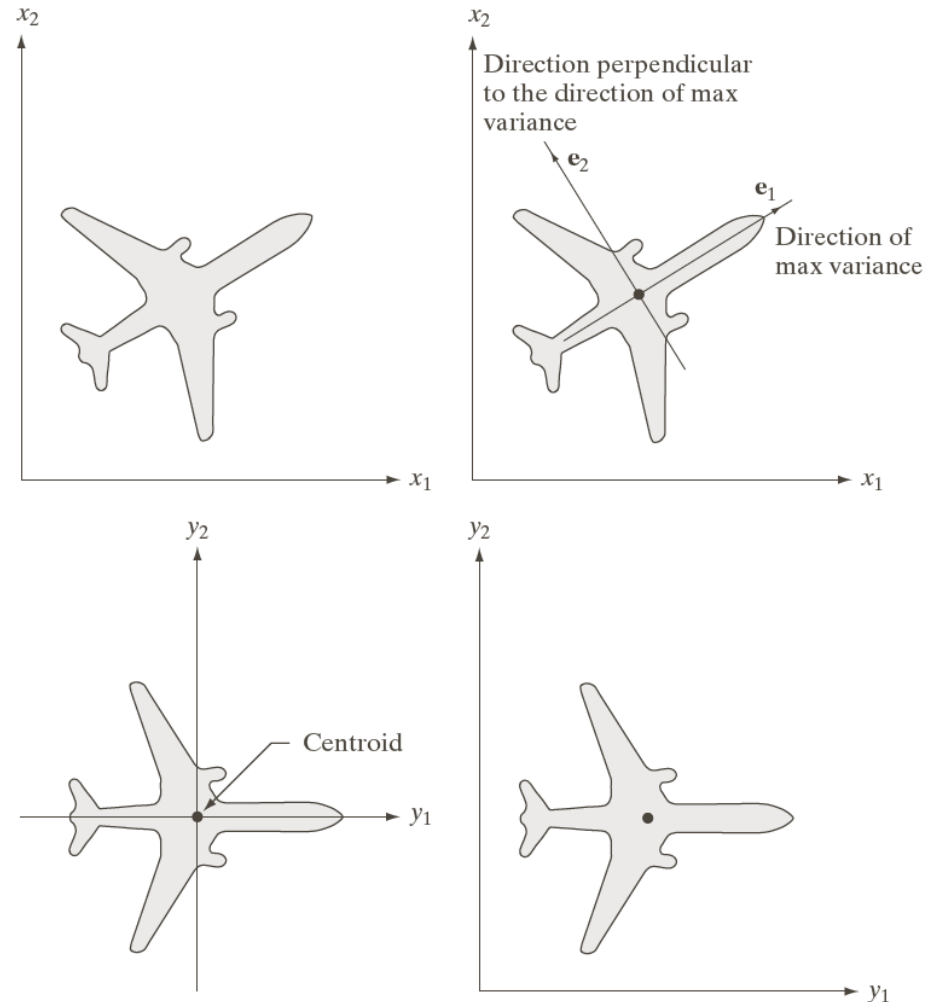 x2
x2
Direction perpendicular
to the direction of max
variance
e2
e1
Direction of
max variance
x1
x1
y2
y2
Centroid
y1
y1